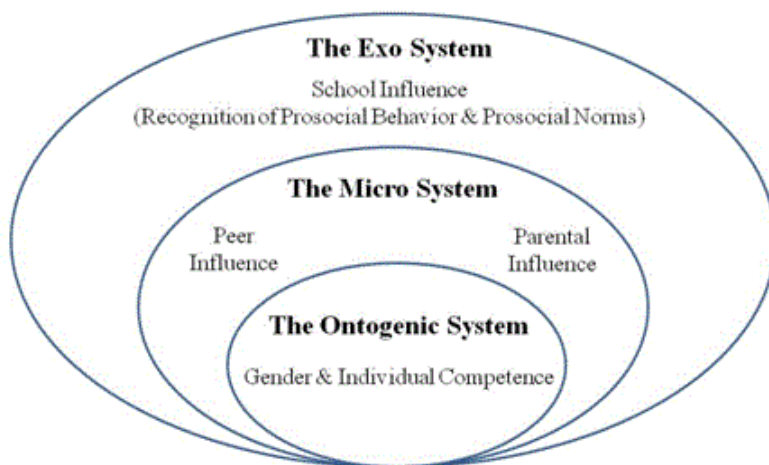 The Exo System
School Influence
(Recognition of Prosocial Behavior & Prosocial Norms)
The Micro System
Peer
Influence
Parental
Influence
The Ontogenic System
Gender & Individual Competence